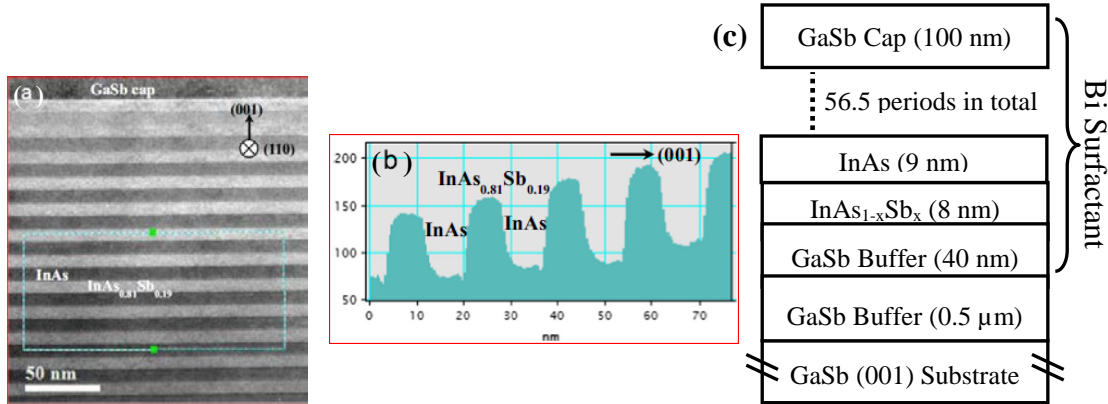 (a)
GaSb cap
(001)
(110)
InAs
InAs0.81Sb0.19
50 nm
(b)
(001)
InAs0.81Sb0.19
InAs
InAs
200
150
100
50
0
10
20
30
40
50
60
70
nm
(c)
GaSb Cap (100 nm)
56.5 periods in total
InAs (9 nm)
InAs1-xSbx (8 nm)
GaSb Buffer (40 nm)
GaSb Buffer (0.5 µm)
GaSb (001) Substrate
Bi Surfactant